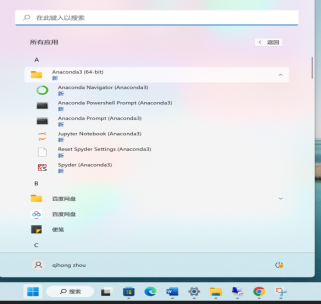 在此键入以搜索
所有应用
返回
A
Anaconda3 (64-bit)
新
Anaconda Navigator (Anaconda3)
新
Anaconda Powershell Prompt (Anaconda3)
新
Anaconda Prompt (Anaconda3)
新
Jupyter Notebook (Anaconda3)
新
Reset Spyder Settings (Anaconda3)
新
Spyder (Anaconda3)
新
B
百度网盘
百度网盘
便笺
C
qihong zhou
搜索